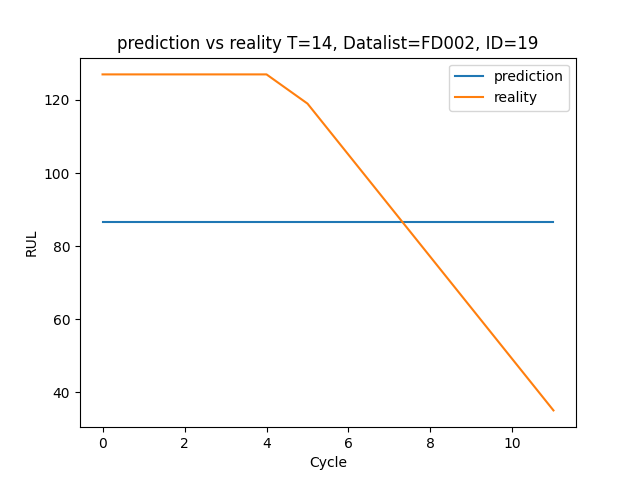 prediction vs reality T=14, Datalist=FD002, ID=19
prediction
reality
120
100
80
60
40
RUL
0 2 4 6 8 10
Cycle